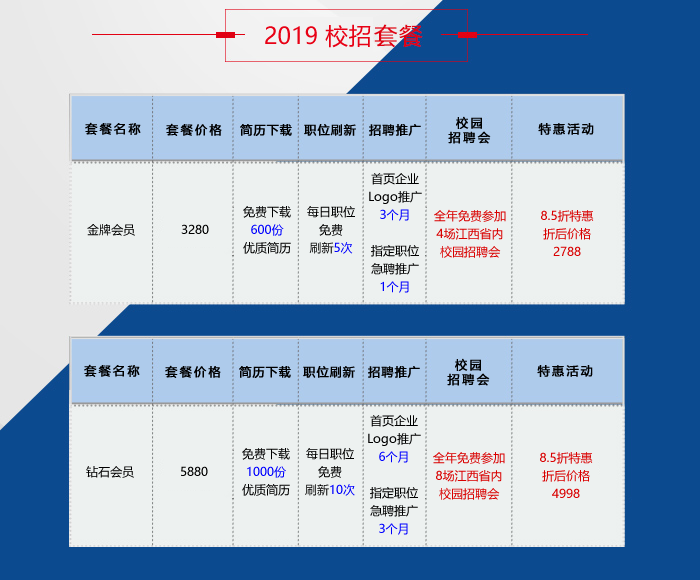 2019 校招套餐
套餐名称 套餐价格 简历下载 职位刷新 招聘推广 校园招聘会 特惠活动
金牌会员
3280
免费下载
600份
优质简历
每日职位
免费
刷新5次
首页企业
Logo推广
3个月
指定职位
急聘推广
1个月
全年免费参加
4场江西省内
校园招聘会
8.5折特惠
折后价格
2788
套餐名称 套餐价格 简历下载 职位刷新 招聘推广 校园招聘会 特惠活动
钻石会员
5880
免费下载
1000份
优质简历
每日职位
免费
刷新10次
首页企业
Logo推广
6个月
指定职位
急聘推广
3个月
全年免费参加
8场江西省内
校园招聘会
8.5折特惠
折后价格
4998